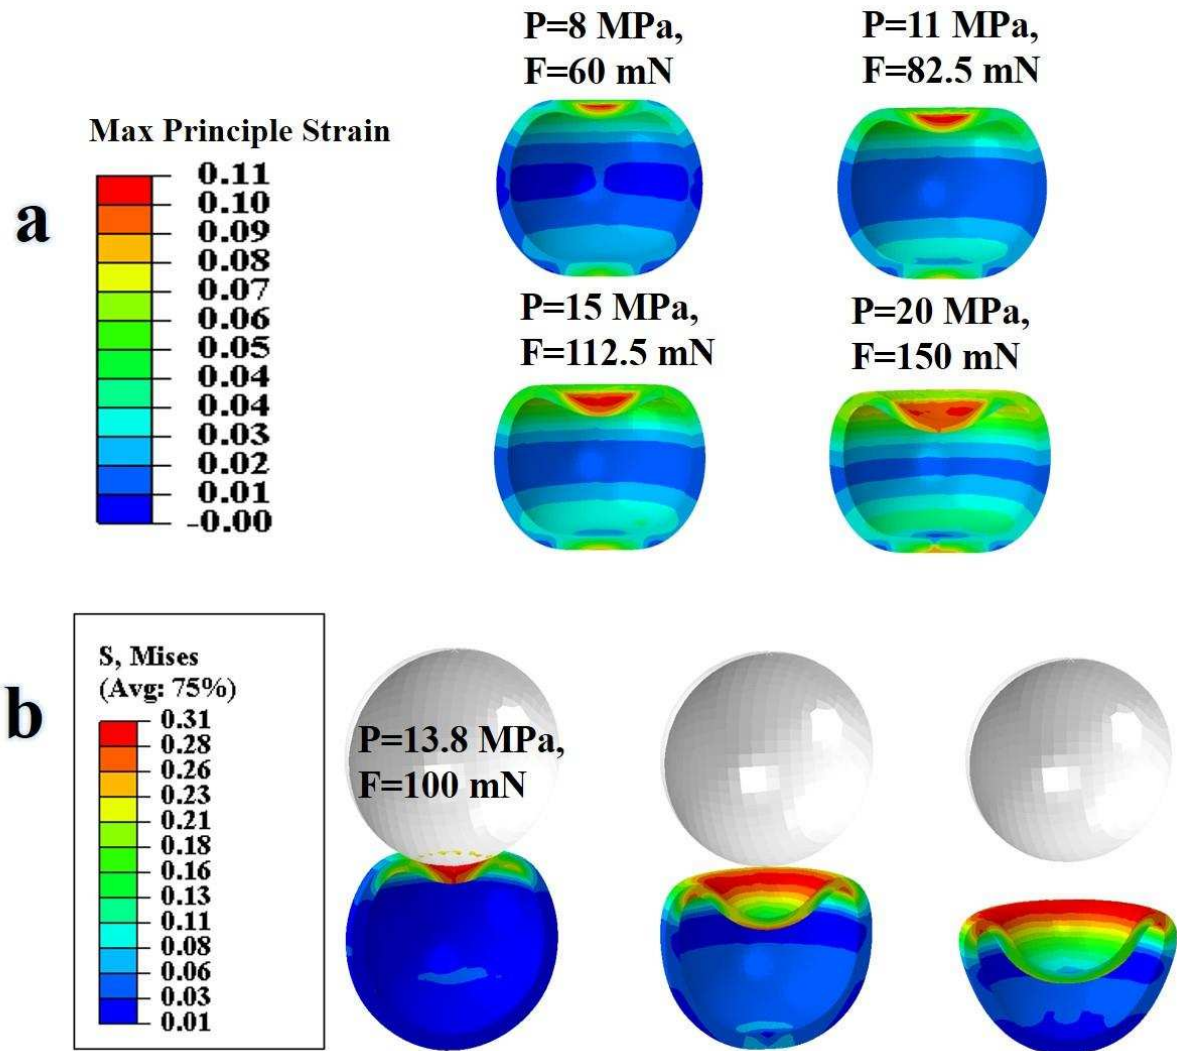 P=8 MPa,
F=60 mN
P=11 MPa,
F=82.5 mN
Max Principle Strain
0.11
0.10
0.09
0.08
0.07
0.06
0.05
0.04
0.04
0.03
0.02
0.01
-0.00
a
P=15 MPa,
F=112.5 mN
P=20 MPa,
F=150 mN
b
S, Mises
(Avg: 75%)
0.31
0.28
0.26
0.23
0.21
0.18
0.16
0.13
0.11
0.08
0.06
0.03
0.01
P=13.8 MPa,
F=100 mN